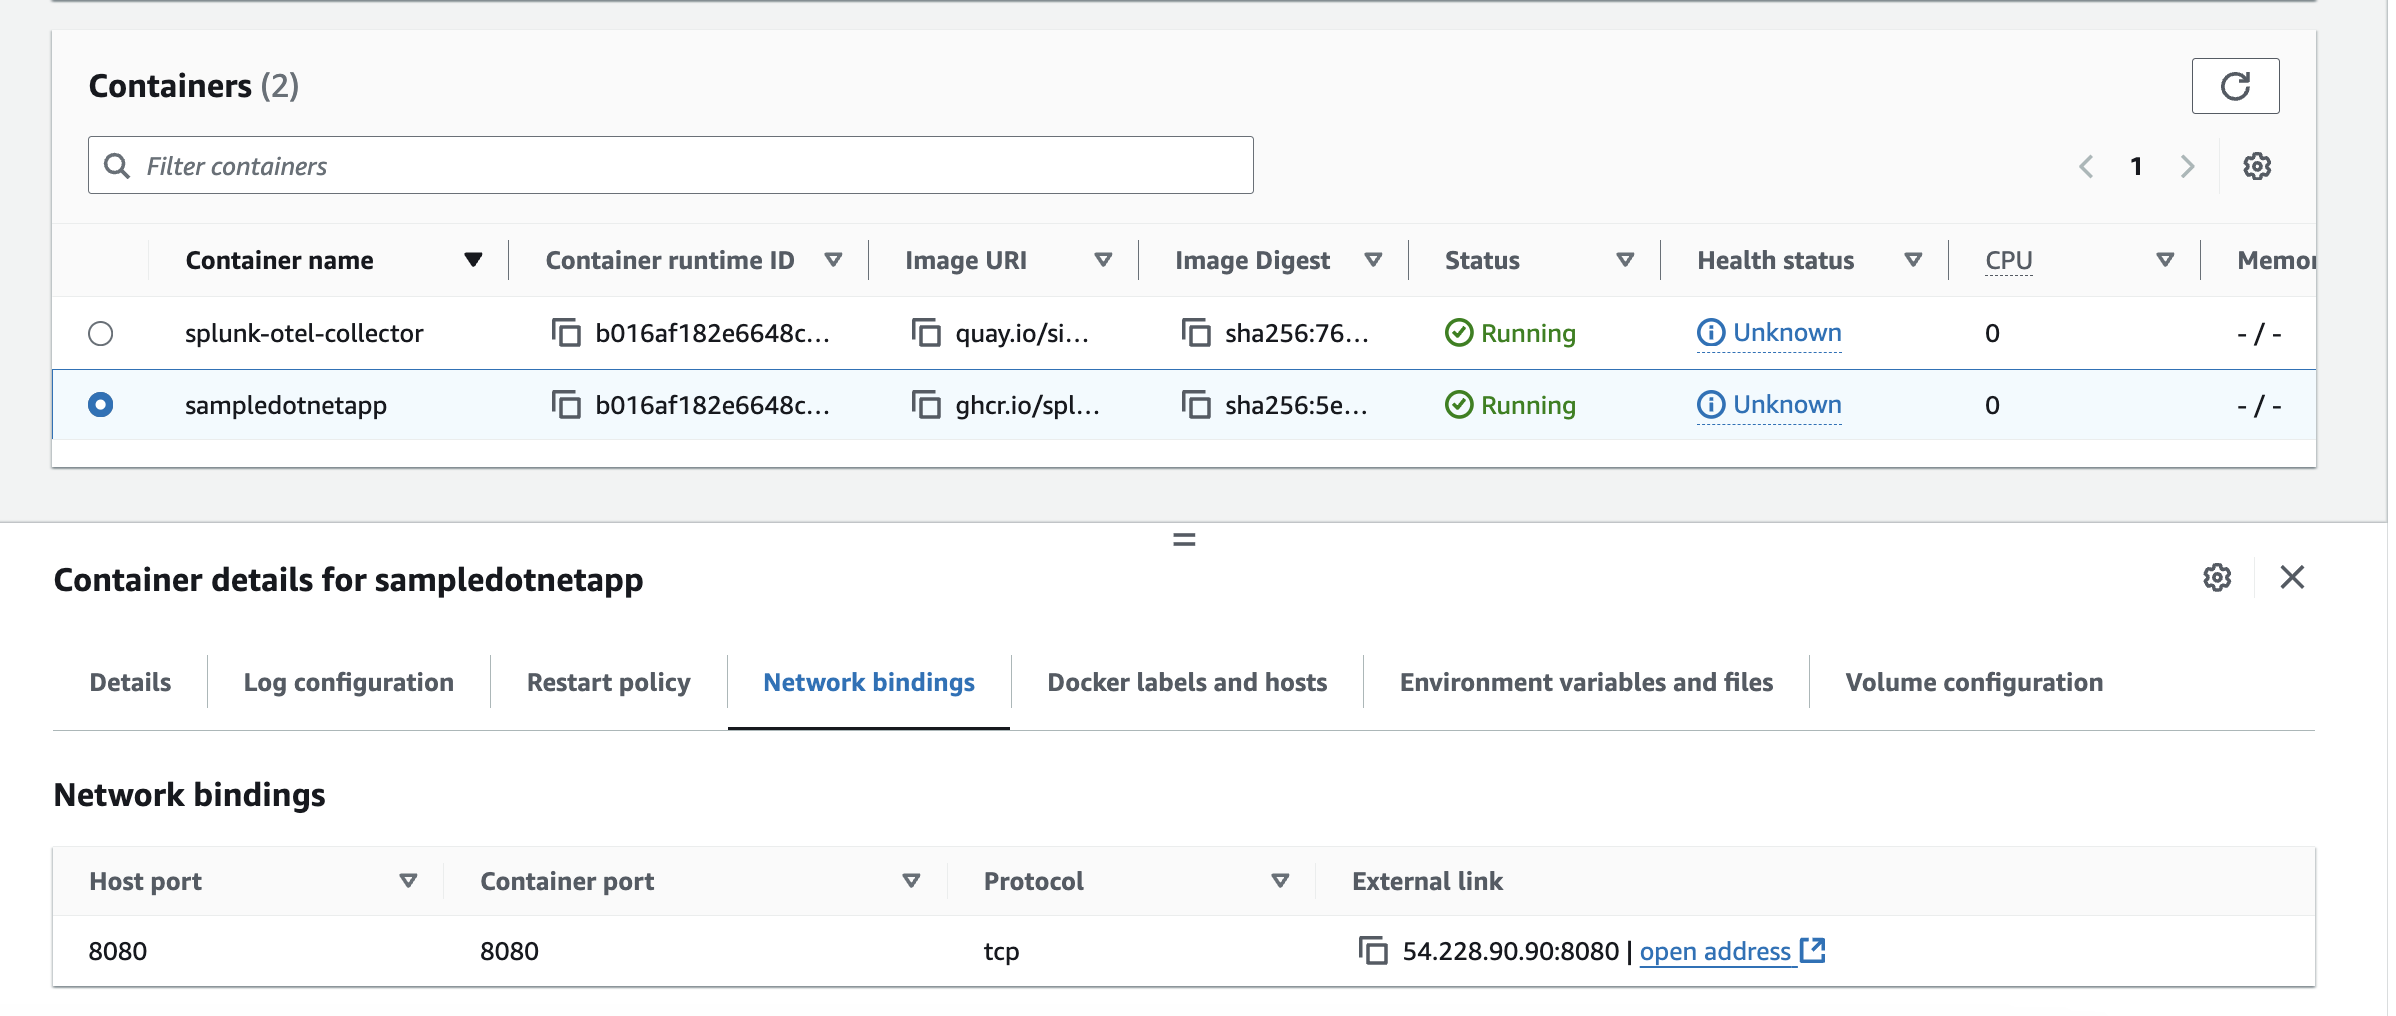 Containers (2)
Filter containers
1
Container name Container runtime ID Image URI Image Digest Status Health status CPU Memor
splunk-otel-collector b016af182e6648c... quay.io/si... sha256:76... Running Unknown 0 - / -
sampledotnetapp b016af182e6648c... ghcr.io/spl... sha256:5e... Running Unknown 0 - / -
Container details for sampledotnetapp
Details Log configuration Restart policy Network bindings Docker labels and hosts Environment variables and files Volume configuration
Network bindings
Host port Container port Protocol External link
8080 8080 tcp 54.228.90.90:8080 | open address